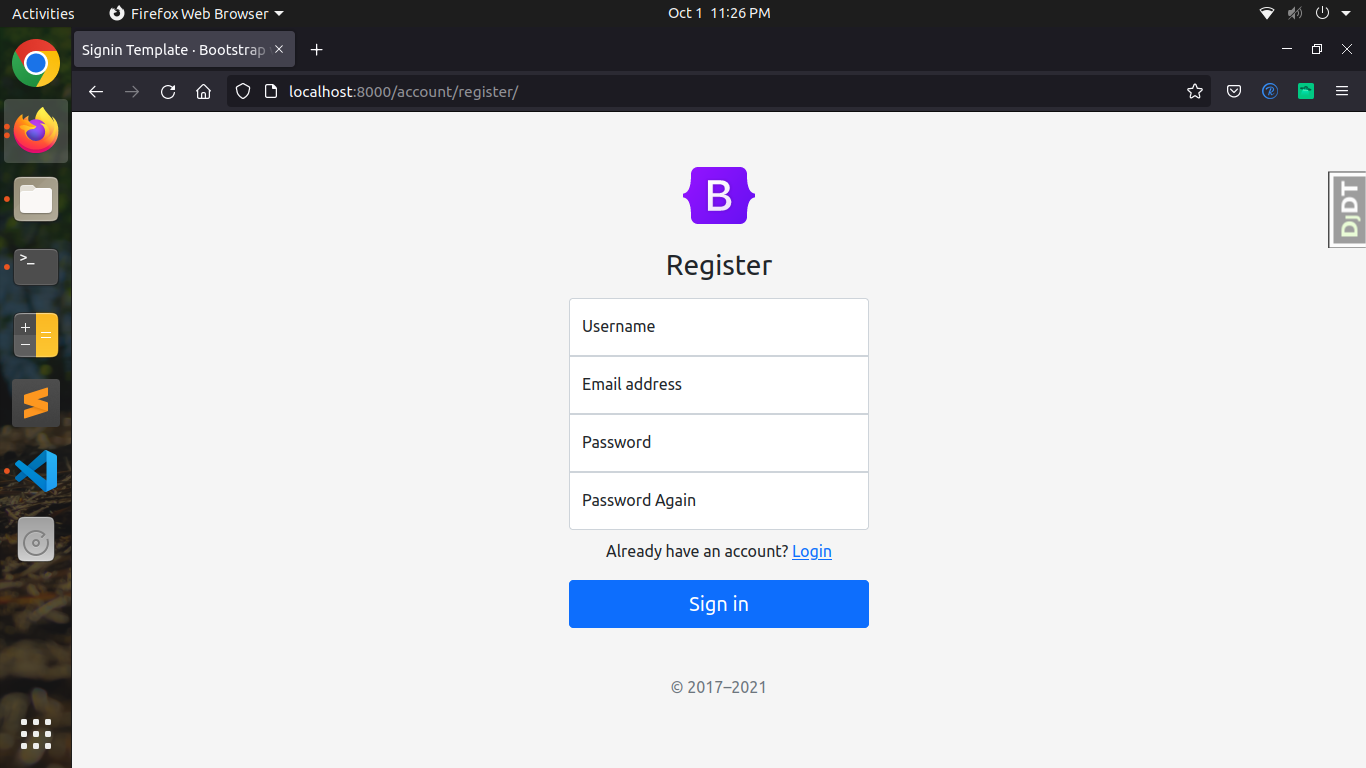 Activities
Firefox Web Browser
Oct 1 11:26 PM
Signin Template · Bootstrap
localhost:8000/account/register/
B
DjDT
Register
Username
Email address
Password
Password Again
Already have an account? Login
Sign in
© 2017–2021